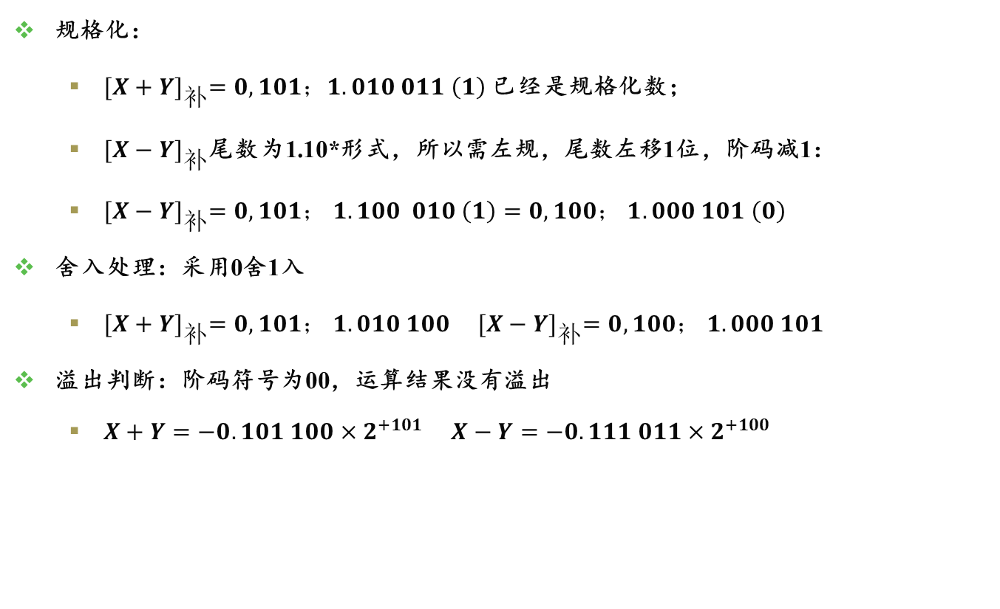 规格化：
[X + Y]补= 0, 101；1. 010 011 (1) 已经是规格化数；
[X − Y]补尾数为1.10*形式，所以需左规，尾数左移1位，阶码减1：
[X − Y]补= 0, 101； 1. 100 010 (1) = 0, 100； 1. 000 101 (0)
舍入处理：采用0舍1入
[X + Y]补= 0, 101； 1. 010 100 [X − Y]补= 0, 100； 1. 000 101
溢出判断：阶码符号为00，运算结果没有溢出
X + Y = −0. 101 100 × 2⁺¹⁰¹ X − Y = −0. 111 011 × 2⁺¹⁰⁰